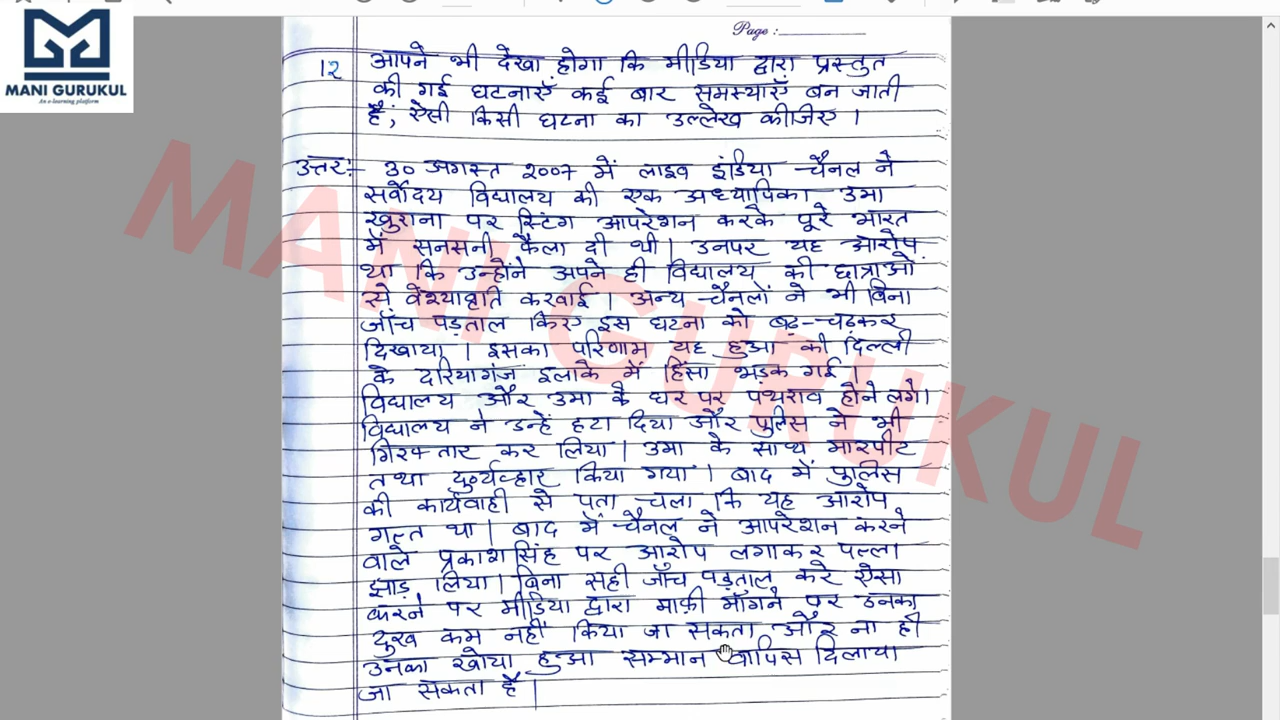 MANI GURUKUL
An e-learning platform
Page :
12 आपने भी देखा होगा कि मीडिया द्वारा प्रस्तुत
की गई घटनाएँ कई बार समस्याएँ बन जाती
हैं, ऐसी किसी घटना का उल्लेख कीजिए ।
उत्तर:- 30 अगस्त 2007 में लाइव इंडिया चैनल ने
सर्वोदय विद्यालय की एक अध्यापिका उमा
खुराना पर स्टिंग आपरेशन करके पूरे भारत
में सनसनी फैला दी थी । उनपर यह आरोप
था कि उन्होंने अपने ही विद्यालय की छात्राओं
से वेश्यावृति करवाई । अन्य चैनलों ने भी बिना
जाँच पड़ताल किए इस घटना को बढ़-चढ़कर
दिखाया । इसका परिणाम यह हुआ की दिल्ली
के दरियागंज इलाके में हिंसा भड़क गई ।
विद्यालय और उमा के घर पर पथराव होने लगे।
विद्यालय ने उन्हें हटा दिया और पुलिस ने भी
गिरफ्तार कर लिया । उमा के साथ मारपीट
तथा दुर्व्यव्हार किया गया । बाद में पुलिस
की कार्यवाही से पता चला कि यह आरोप
गल्त था । बाद में चैनल ने आपरेशन करने
वाले प्रकाश सिंह पर आरोप लगाकर पल्ला
झाड़ लिया । बिना सही जाँच पड़ताल करे ऐसा
करने पर मीडिया द्वारा माफी माँगने पर उनका
दुख कम नहीं किया जा सकता और ना ही
उनका खोया हुआ सम्मान वापिस दिलाया
जा सकता है ।
MANI GURUKUL